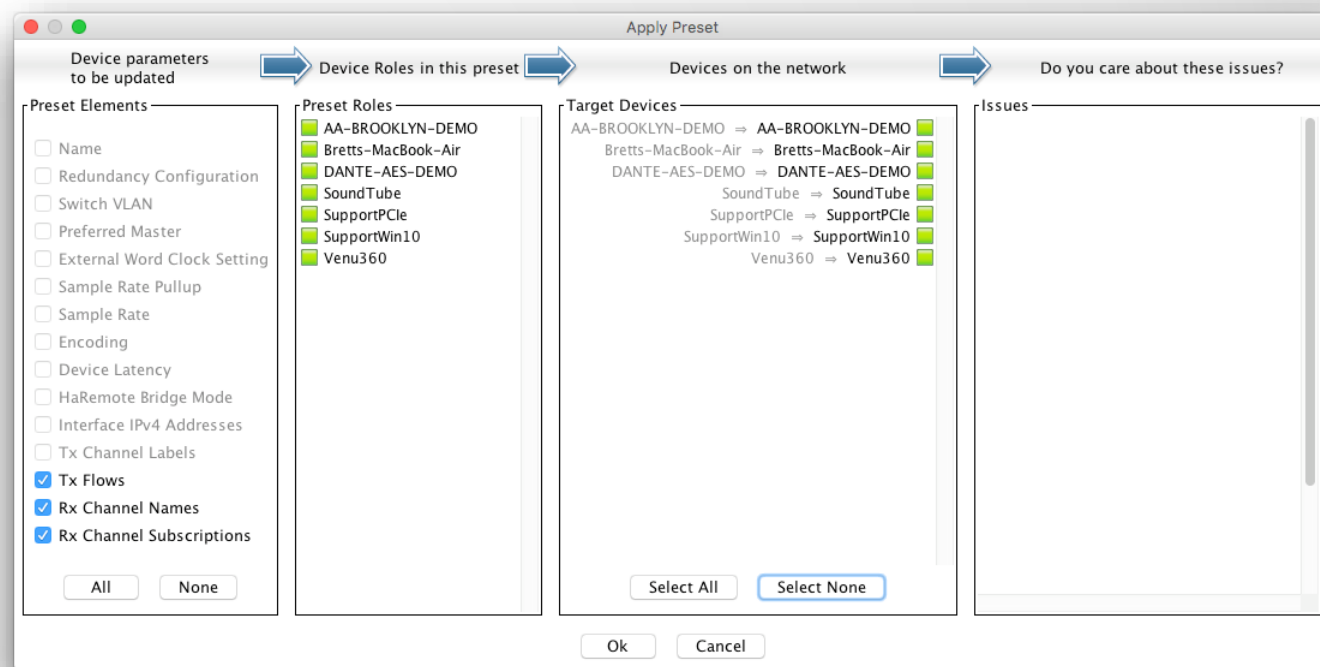 Apply Preset
Device parameters
to be updated
Device Roles in this preset
Devices on the network
Do you care about these issues?
Preset Elements
Name
Redundancy Configuration
Switch VLAN
Preferred Master
External Word Clock Setting
Sample Rate Pullup
Sample Rate
Encoding
Device Latency
HaRemote Bridge Mode
Interface IPv4 Addresses
Tx Channel Labels
Tx Flows
Rx Channel Names
Rx Channel Subscriptions
All None
Preset Roles
AA-BROOKLYN-DEMO
Bretts-MacBook-Air
DANTE-AES-DEMO
SoundTube
SupportPCIe
SupportWin10
Venu360
Target Devices
AA-BROOKLYN-DEMO ⇒ AA-BROOKLYN-DEMO
Bretts-MacBook-Air ⇒ Bretts-MacBook-Air
DANTE-AES-DEMO ⇒ DANTE-AES-DEMO
SoundTube ⇒ SoundTube
SupportPCIe ⇒ SupportPCIe
SupportWin10 ⇒ SupportWin10
Venu360 ⇒ Venu360
Select All Select None
Issues
Ok Cancel